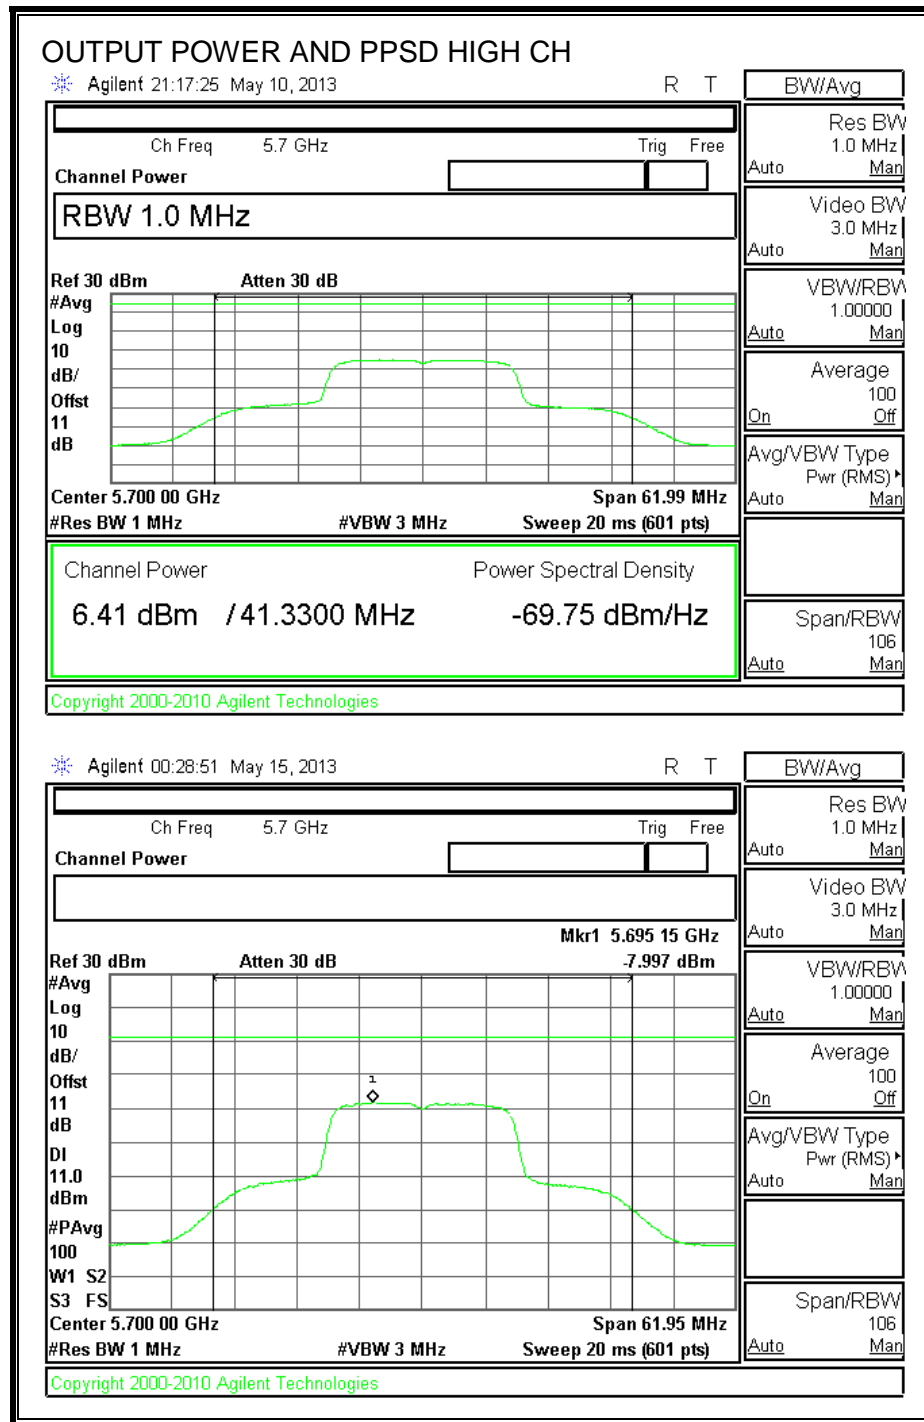 OUTPUT POWER AND PPSD HIGH CH
Agilent 21:17:25 May 10, 2013 R T
BW/Avg
Ch Freq 5.7 GHz Trig Free
Channel Power
RBW 1.0 MHz
Ref 30 dBm Atten 30 dB
#Avg
Log
10
dB/
Offst
11
dB
Center 5.700 00 GHz Span 61.99 MHz
#Res BW 1 MHz #VBW 3 MHz Sweep 20 ms (601 pts)
Channel Power Power Spectral Density
6.41 dBm / 41.3300 MHz -69.75 dBm/Hz
Res BW
1.0 MHz
Auto Man
Video BW
3.0 MHz
Auto Man
VBW/RBW
1.00000
Auto Man
Average
100
On Off
Avg/VBW Type
Pwr (RMS)
Auto Man
Span/RBW
106
Auto Man
Copyright 2000-2010 Agilent Technologies
Agilent 00:28:51 May 15, 2013 R T
BW/Avg
Ch Freq 5.7 GHz Trig Free
Channel Power
Mkr1 5.695 15 GHz
Ref 30 dBm Atten 30 dB -7.997 dBm
#Avg
Log
10
dB/
Offst
11
dB
DI
11.0
dBm
#PAvg
100
W1 S2
S3 FS
1
Center 5.700 00 GHz Span 61.95 MHz
#Res BW 1 MHz #VBW 3 MHz Sweep 20 ms (601 pts)
Res BW
1.0 MHz
Auto Man
Video BW
3.0 MHz
Auto Man
VBW/RBW
1.00000
Auto Man
Average
100
On Off
Avg/VBW Type
Pwr (RMS)
Auto Man
Span/RBW
106
Auto Man
Copyright 2000-2010 Agilent Technologies